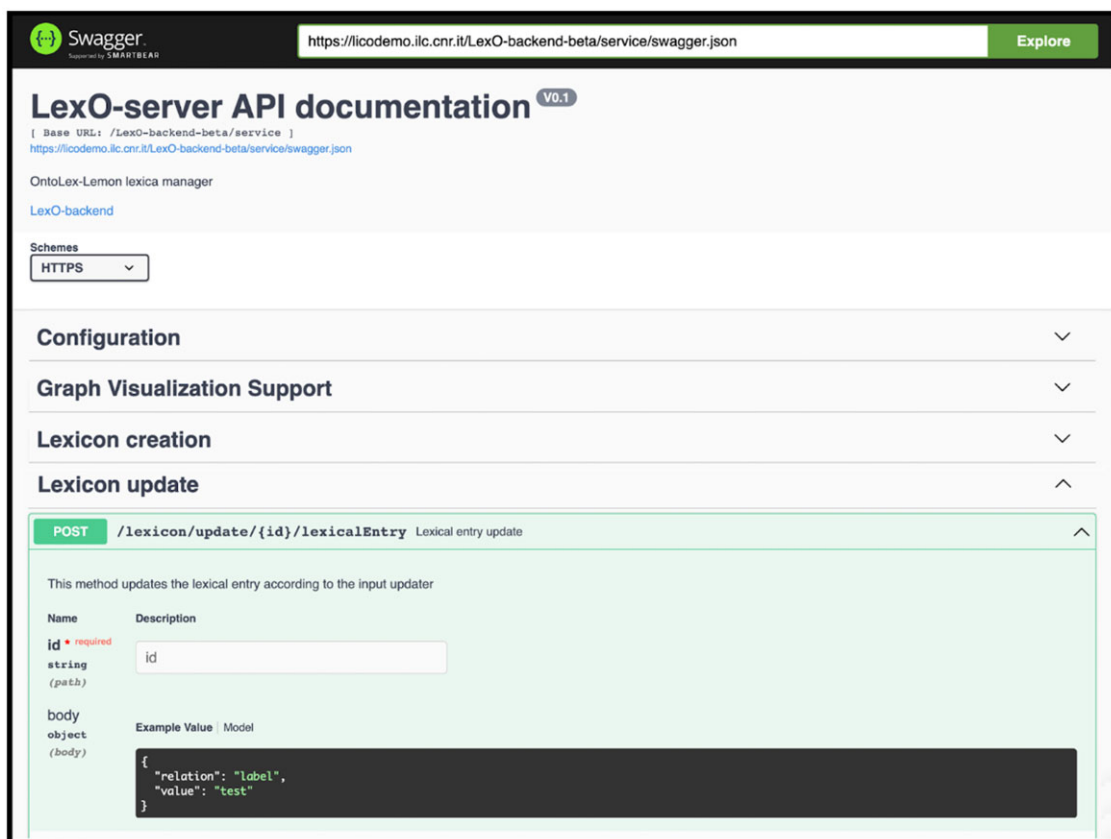 Swagger.
Supported by SMARTBEAR
https://licodemo.ilc.cnr.it/LexO-backend-beta/service/swagger.json
Explore
LexO-server API documentation V0.1
[ Base URL: /LexO-backend-beta/service ]
https://licodemo.ilc.cnr.it/LexO-backend-beta/service/swagger.json
OntoLex-Lemon lexica manager
LexO-backend
Schemes
HTTPS
Configuration
Graph Visualization Support
Lexicon creation
Lexicon update
POST /lexicon/update/{id}/lexicalEntry Lexical entry update
This method updates the lexical entry according to the input updater
Name Description
id * required
string
(path)
id
body
object
(body)
Example Value | Model
{
"relation": "label",
"value": "test"
}